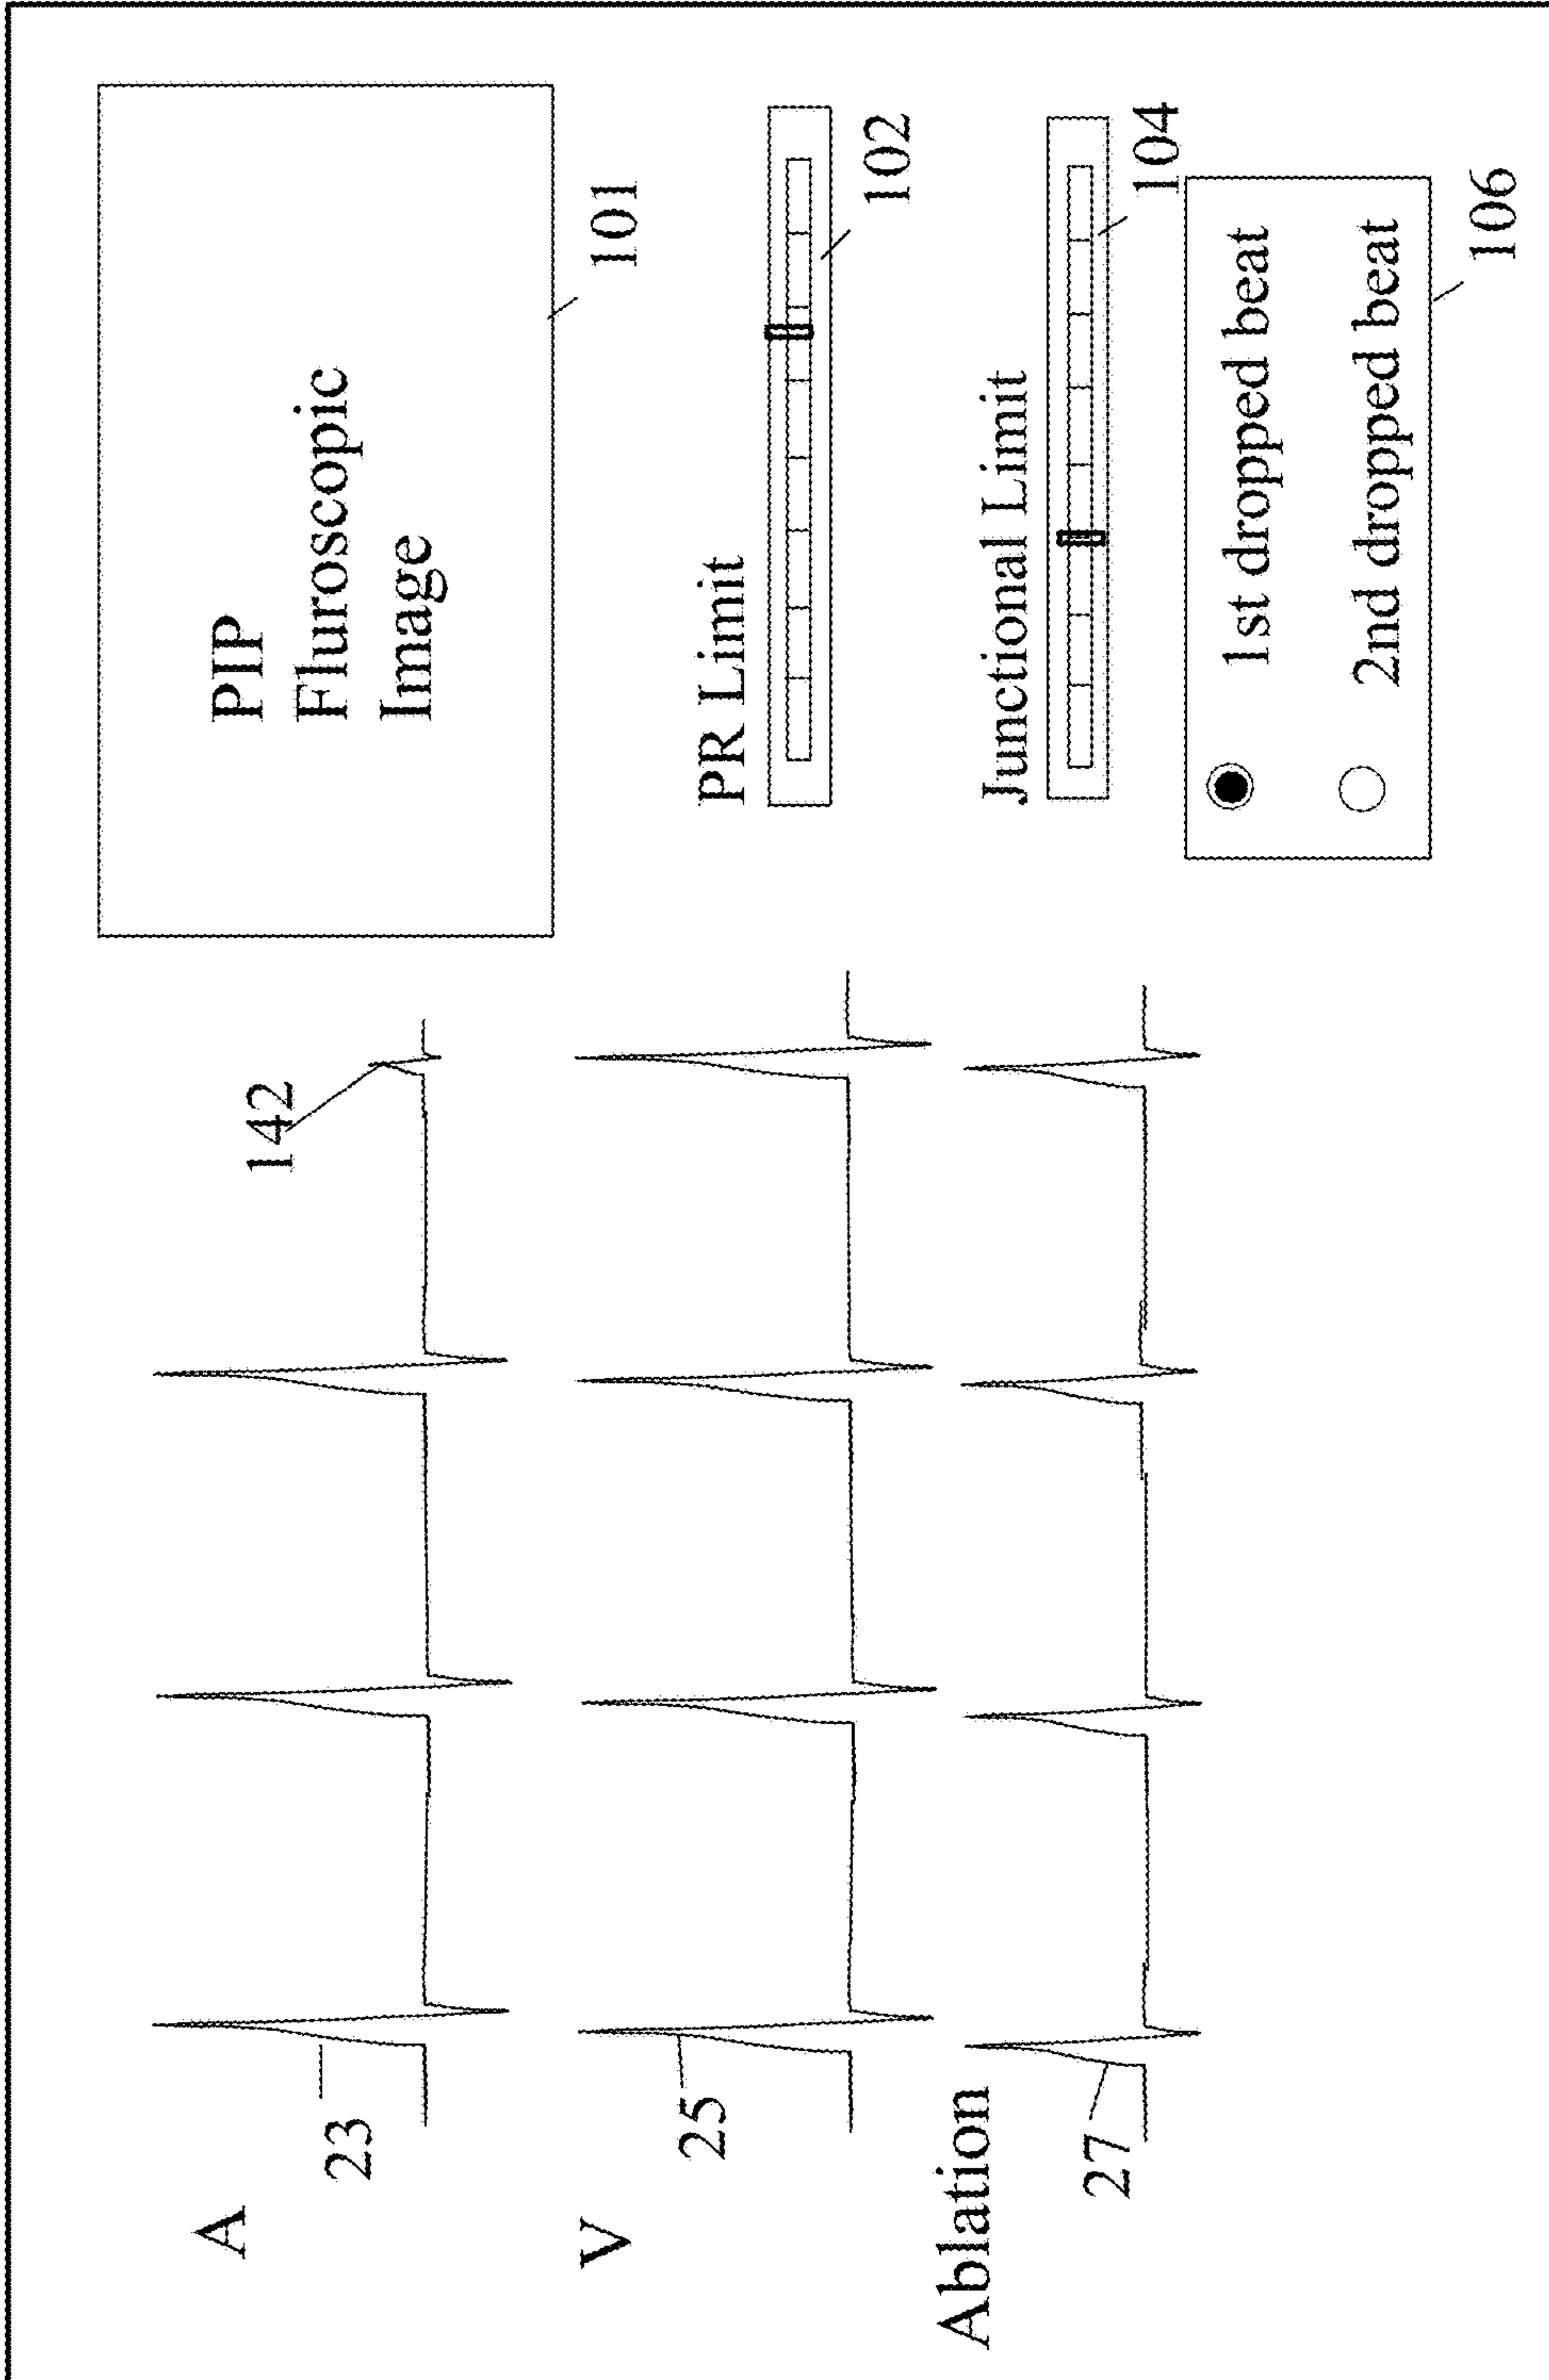 A
23
142
V
25
Ablation
27
PIP
Fluroscopic
Image
101
PR Limit
102
Junctional Limit
104
1st dropped beat
2nd dropped beat
106